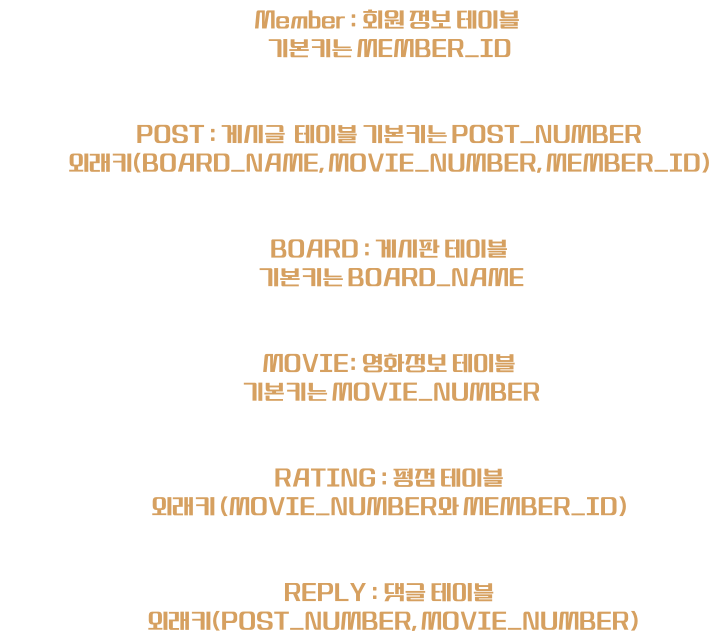 Member : 회원 정보 테이블
기본키는 MEMBER_ID
POST : 게시글 테이블 기본키는 POST_NUMBER
외래키(BOARD_NAME, MOVIE_NUMBER, MEMBER_ID)
BOARD : 게시판 테이블
기본키는 BOARD_NAME
MOVIE: 영화정보 테이블
기본키는 MOVIE_NUMBER
RATING : 평점 테이블
외래키 (MOVIE_NUMBER와 MEMBER_ID)
REPLY : 댓글 테이블
외래키(POST_NUMBER, MOVIE_NUMBER)